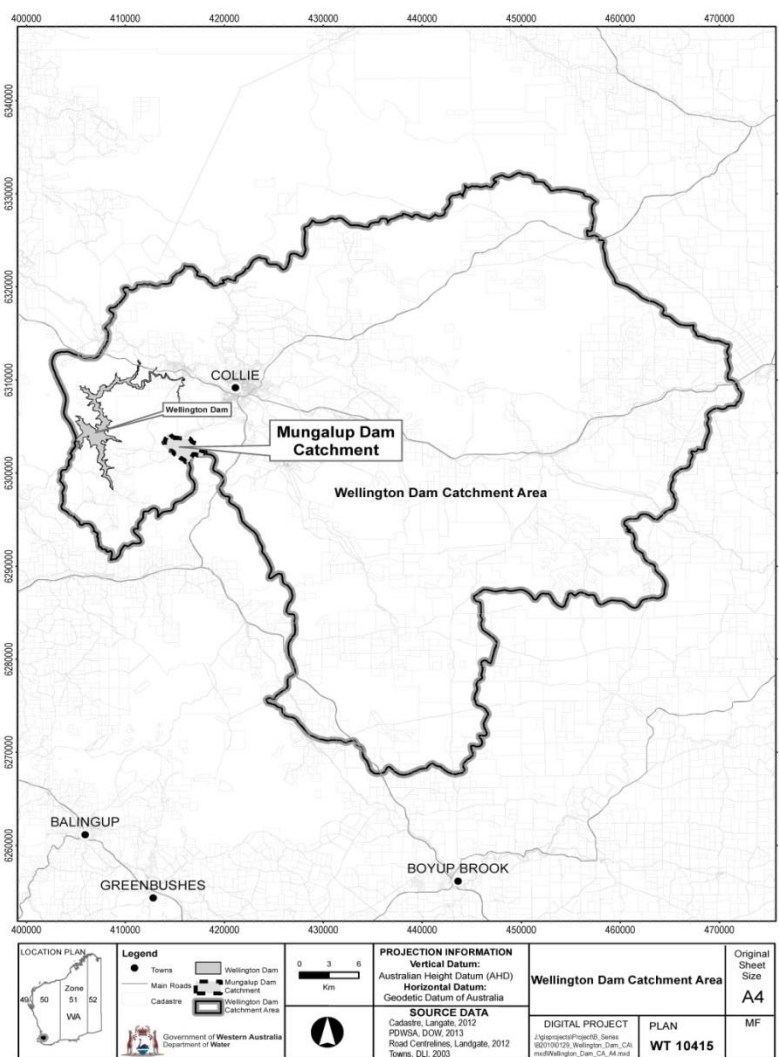 400000 410000 420000 430000 440000 450000 460000 470000
6340000
6330000
6320000
6310000
6300000
6290000
6280000
6270000
6260000
COLLIE
Wellington Dam
Mungalup Dam
Catchment
Wellington Dam Catchment Area
BALINGUP
GREENBUSHES
BOYUP BROOK
400000 410000 420000 430000 440000 450000 460000 470000
LOCATION PLAN
Zone
49 50 51 52
WA
Legend
Towns
Main Roads
Cadastre
Wellington Dam
Mungalup Dam
Catchment
Wellington Dam
Catchment Area
Government of Western Australia
Department of Water
0 3 6
Km
PROJECTION INFORMATION
Vertical Datum:
Australian Height Datum (AHD)
Horizontal Datum:
Geodetic Datum of Australia
SOURCE DATA
Cadastre, Langate, 2012
PDWSA, DOW, 2013
Road Centrelines, Landgate, 2012
Towns, DLI, 2003
Wellington Dam Catchment Area
DIGITAL PROJECT
PLAN
WT 10415
Original
Sheet
Size
A4
MF